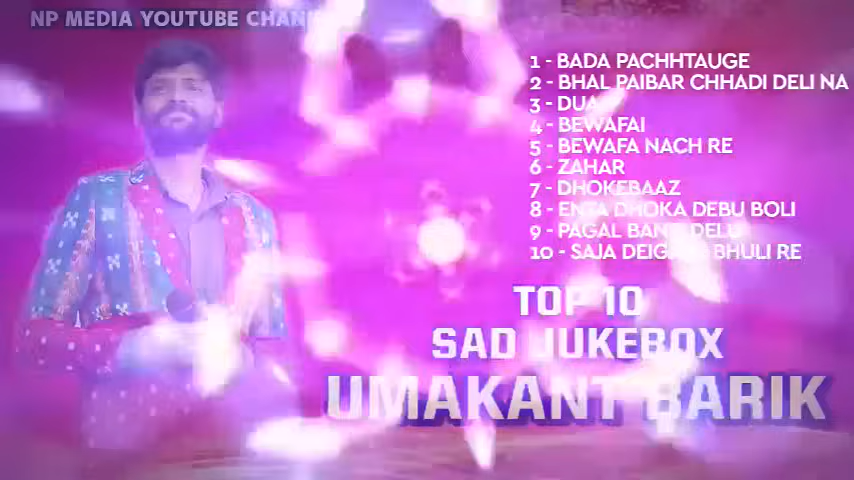 NP MEDIA YOUTUBE
1 - BADA PACHHTAUGE
2 - BHAL PAIBAR CHHADI DELI NA
3 - DUA
4 - BEWAFAI
5 - BEWAFA NACH RE
6 - ZAHAR
7 - DHOKEBAAZ
8 - ENTA DHOKA DEBU BOLI
9 - PAGAL DELU
10 - SAJA BHULI RE
TOP 10
SAD JUKEBOX
UMAKANT BARIK